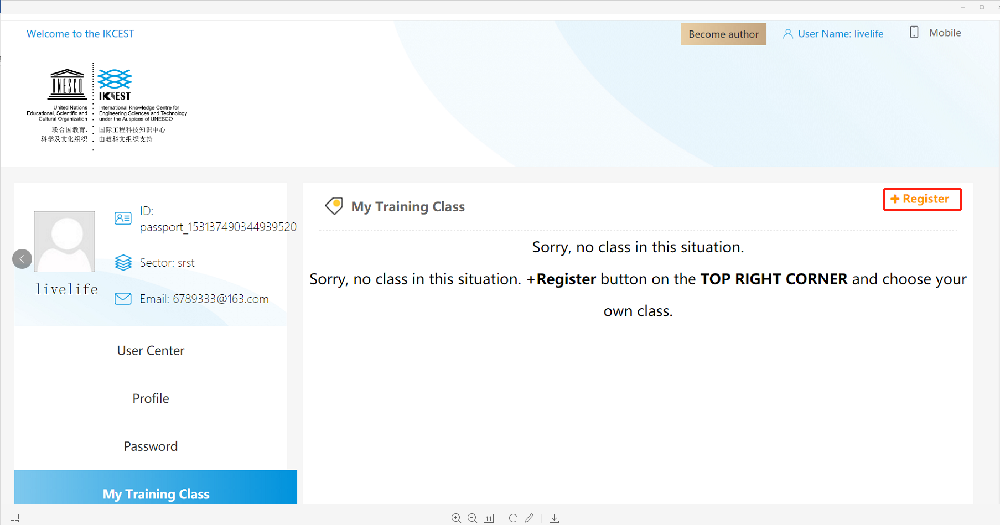 Welcome to the IKCEST
Become author
User Name: livelife
Mobile
UNESCO
IKCEST
United Nations
Educational, Scientific and
Cultural Organization
International Knowledge Centre for
Engineering Sciences and Technology
under the Auspices of UNESCO
联合国教育、
科学及文化组织
国际工程科技知识中心
由教科文组织支持
ID:
passport_153137490344939520
Sector: srst
Email: 6789333@163.com
livelife
User Center
Profile
Password
My Training Class
My Training Class
+ Register
Sorry, no class in this situation.
Sorry, no class in this situation. +Register button on the TOP RIGHT CORNER and choose your
own class.
1:1